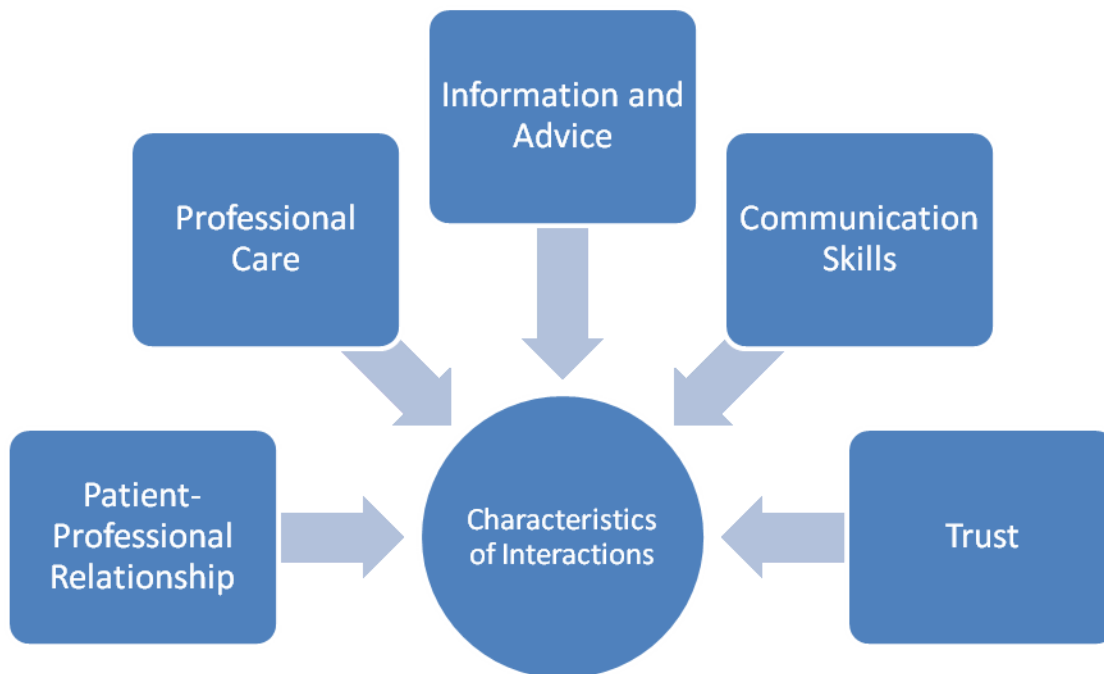 Information and
Advice
Professional
Care
Communication
Skills
Patient-
Professional
Relationship
Characteristics
of Interactions
Trust